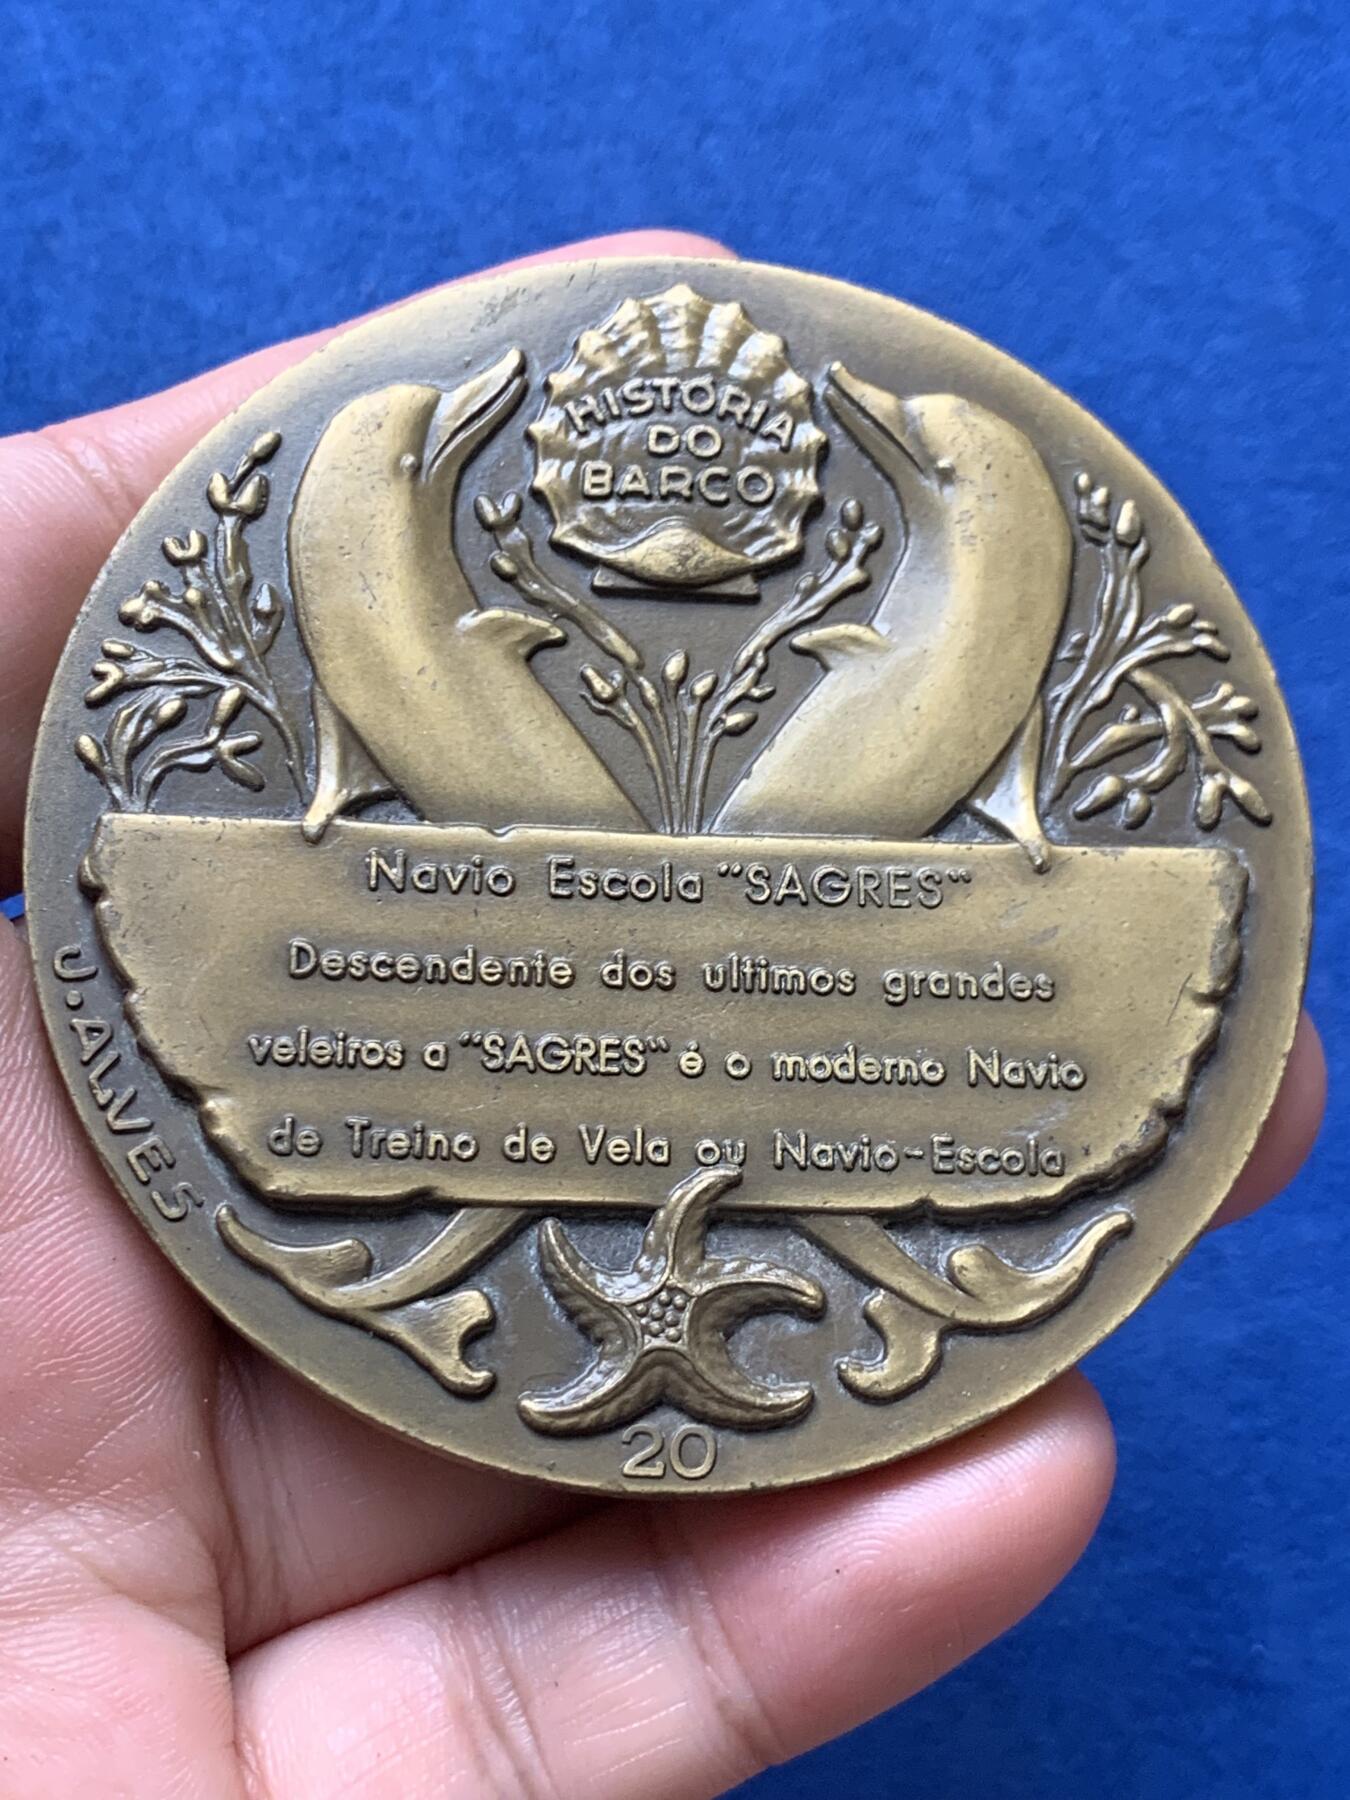 HISTÓRIA
DO
BARCO
Navio Escola "SAGRES"
Descendente dos ultimos grandes
veleiros a "SAGRES" é o moderno Navio
de Treino de Vela ou Navio-Escola
J. ALVES
20